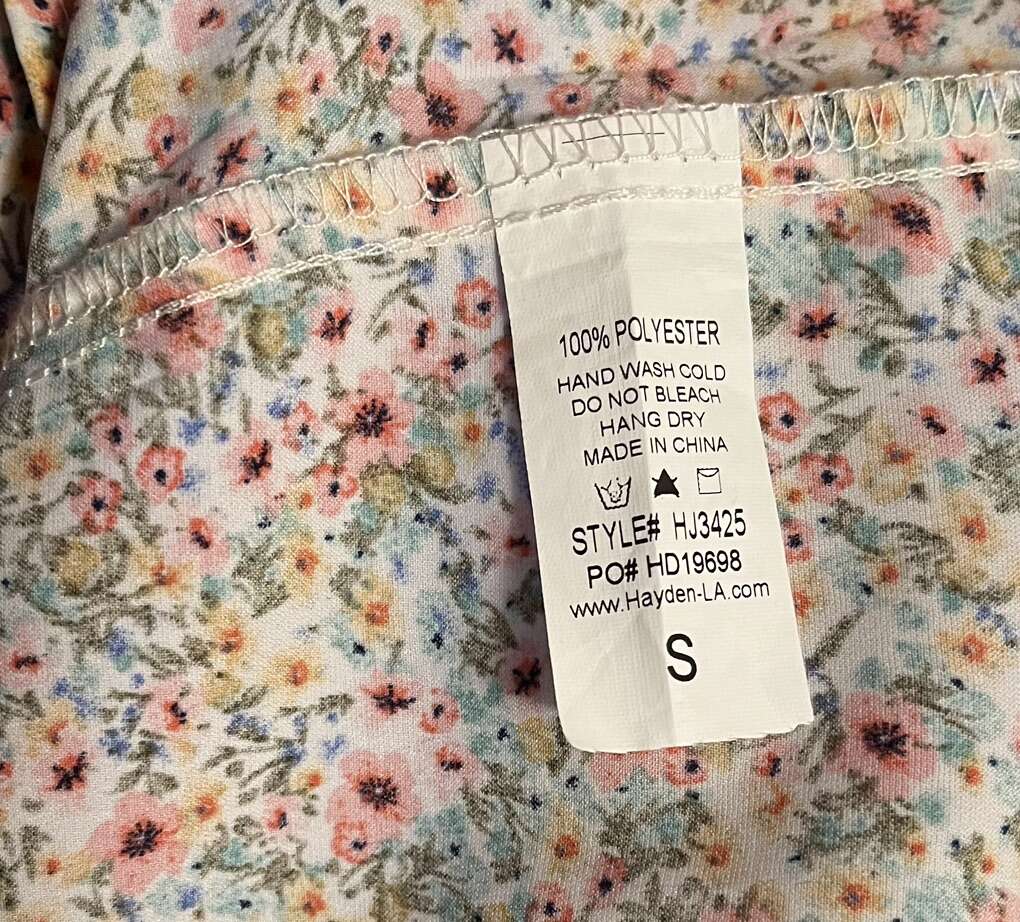 100% POLYESTER
HAND WASH COLD
DO NOT BLEACH
HANG DRY
MADE IN CHINA
STYLE# HJ3425
PO# HD19698
www.Hayden-LA.com
S